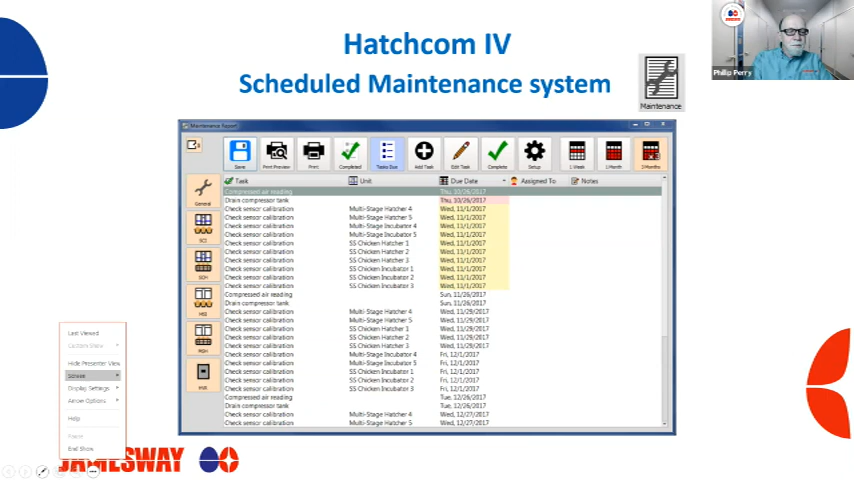 Hatchcom IV
Scheduled Maintenance system
Maintenance
Phillip Perry
Maintenance Report
Save Print Preview Print Completed Tasks Due Add Task Edit Task Complete Setup 1 Week 1 Month 3 Months
Task Unit Due Date Assigned To Notes
General
SCI
SCH
MSI
MSH
Compressed air reading Thu, 10/26/2017
Drain compressor tank Thu, 10/26/2017
Check sensor calibration Multi-Stage Hatcher 4 Wed, 11/1/2017
Check sensor calibration Multi-Stage Hatcher 5 Wed, 11/1/2017
Check sensor calibration Multi-Stage Incubator 4 Wed, 11/1/2017
Check sensor calibration Multi-Stage Incubator 5 Wed, 11/1/2017
Check sensor calibration SS Chicken Hatcher 1 Wed, 11/1/2017
Check sensor calibration SS Chicken Hatcher 2 Wed, 11/1/2017
Check sensor calibration SS Chicken Hatcher 3 Wed, 11/1/2017
Check sensor calibration SS Chicken Incubator 1 Wed, 11/1/2017
Check sensor calibration SS Chicken Incubator 2 Wed, 11/1/2017
Check sensor calibration SS Chicken Incubator 3 Wed, 11/1/2017
Compressed air reading Sun, 11/26/2017
Drain compressor tank Sun, 11/26/2017
Check sensor calibration Multi-Stage Hatcher 4 Wed, 11/29/2017
Check sensor calibration Multi-Stage Hatcher 5 Wed, 11/29/2017
Check sensor calibration SS Chicken Hatcher 1 Wed, 11/29/2017
Check sensor calibration SS Chicken Hatcher 2 Wed, 11/29/2017
Check sensor calibration SS Chicken Hatcher 3 Wed, 11/29/2017
Check sensor calibration Multi-Stage Incubator 4 Fri, 12/1/2017
Check sensor calibration Multi-Stage Incubator 5 Fri, 12/1/2017
Check sensor calibration SS Chicken Incubator 1 Fri, 12/1/2017
Check sensor calibration SS Chicken Incubator 2 Fri, 12/1/2017
Check sensor calibration SS Chicken Incubator 3 Fri, 12/1/2017
Compressed air reading Tue, 12/26/2017
Drain compressor tank Tue, 12/26/2017
Check sensor calibration Multi-Stage Hatcher 4 Wed, 12/27/2017
Check sensor calibration Multi-Stage Hatcher 5 Wed, 12/27/2017
Last Viewed
Custom Show
Hide Presenter View
Screen
Display Settings
Arrow Options
Help
Pause
End Show
JAMESWAY